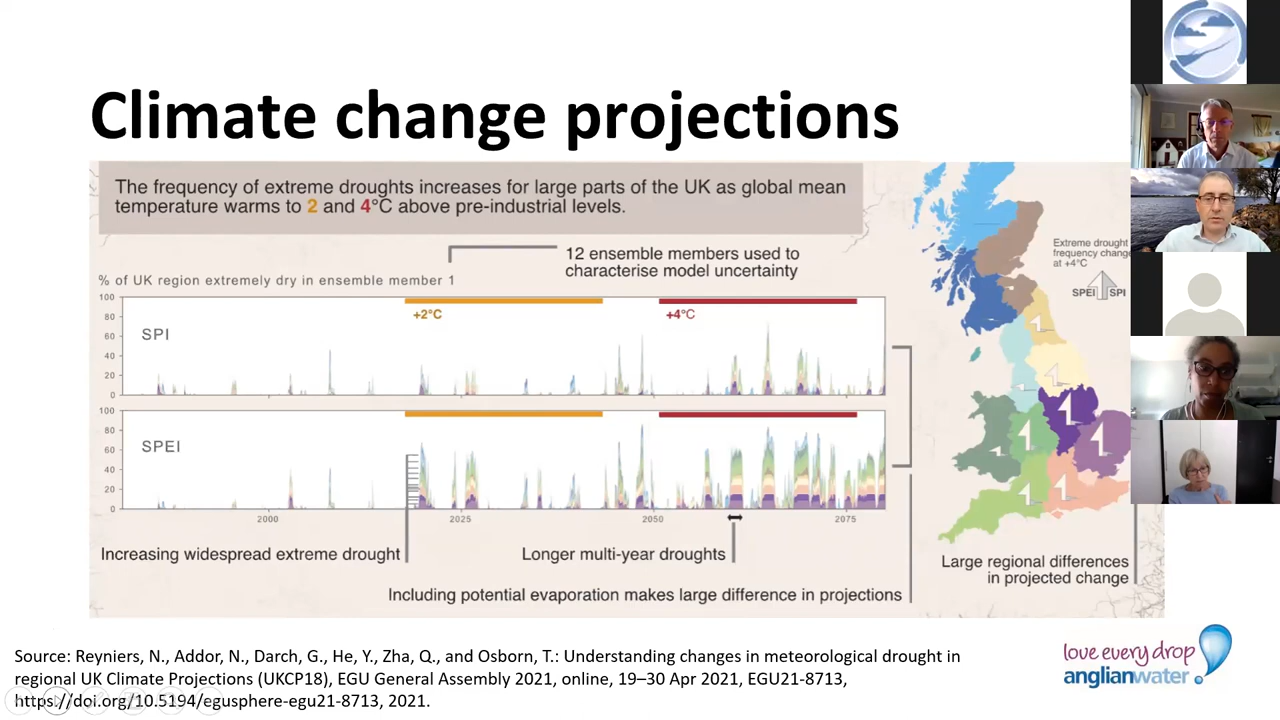 Climate change projections
The frequency of extreme droughts increases for large parts of the UK as global mean
temperature warms to 2 and 4°C above pre-industrial levels.
12 ensemble members used to
characterise model uncertainty
% of UK region extremely dry in ensemble member 1
100
80
60
40
20
0
SPI
+2°C
+4°C
100
80
60
40
20
0
SPEI
2000
2025
2050
2075
Increasing widespread extreme drought
Longer multi-year droughts
Including potential evaporation makes large difference in projections
Extreme drought
frequency change
at +4°C
SPEI SPI
Large regional differences
in projected change
Source: Reyniers, N., Addor, N., Darch, G., He, Y., Zha, Q., and Osborn, T.: Understanding changes in meteorological drought in
regional UK Climate Projections (UKCP18), EGU General Assembly 2021, online, 19–30 Apr 2021, EGU21-8713,
https://doi.org/10.5194/egusphere-egu21-8713, 2021.
love every drop
anglianwater